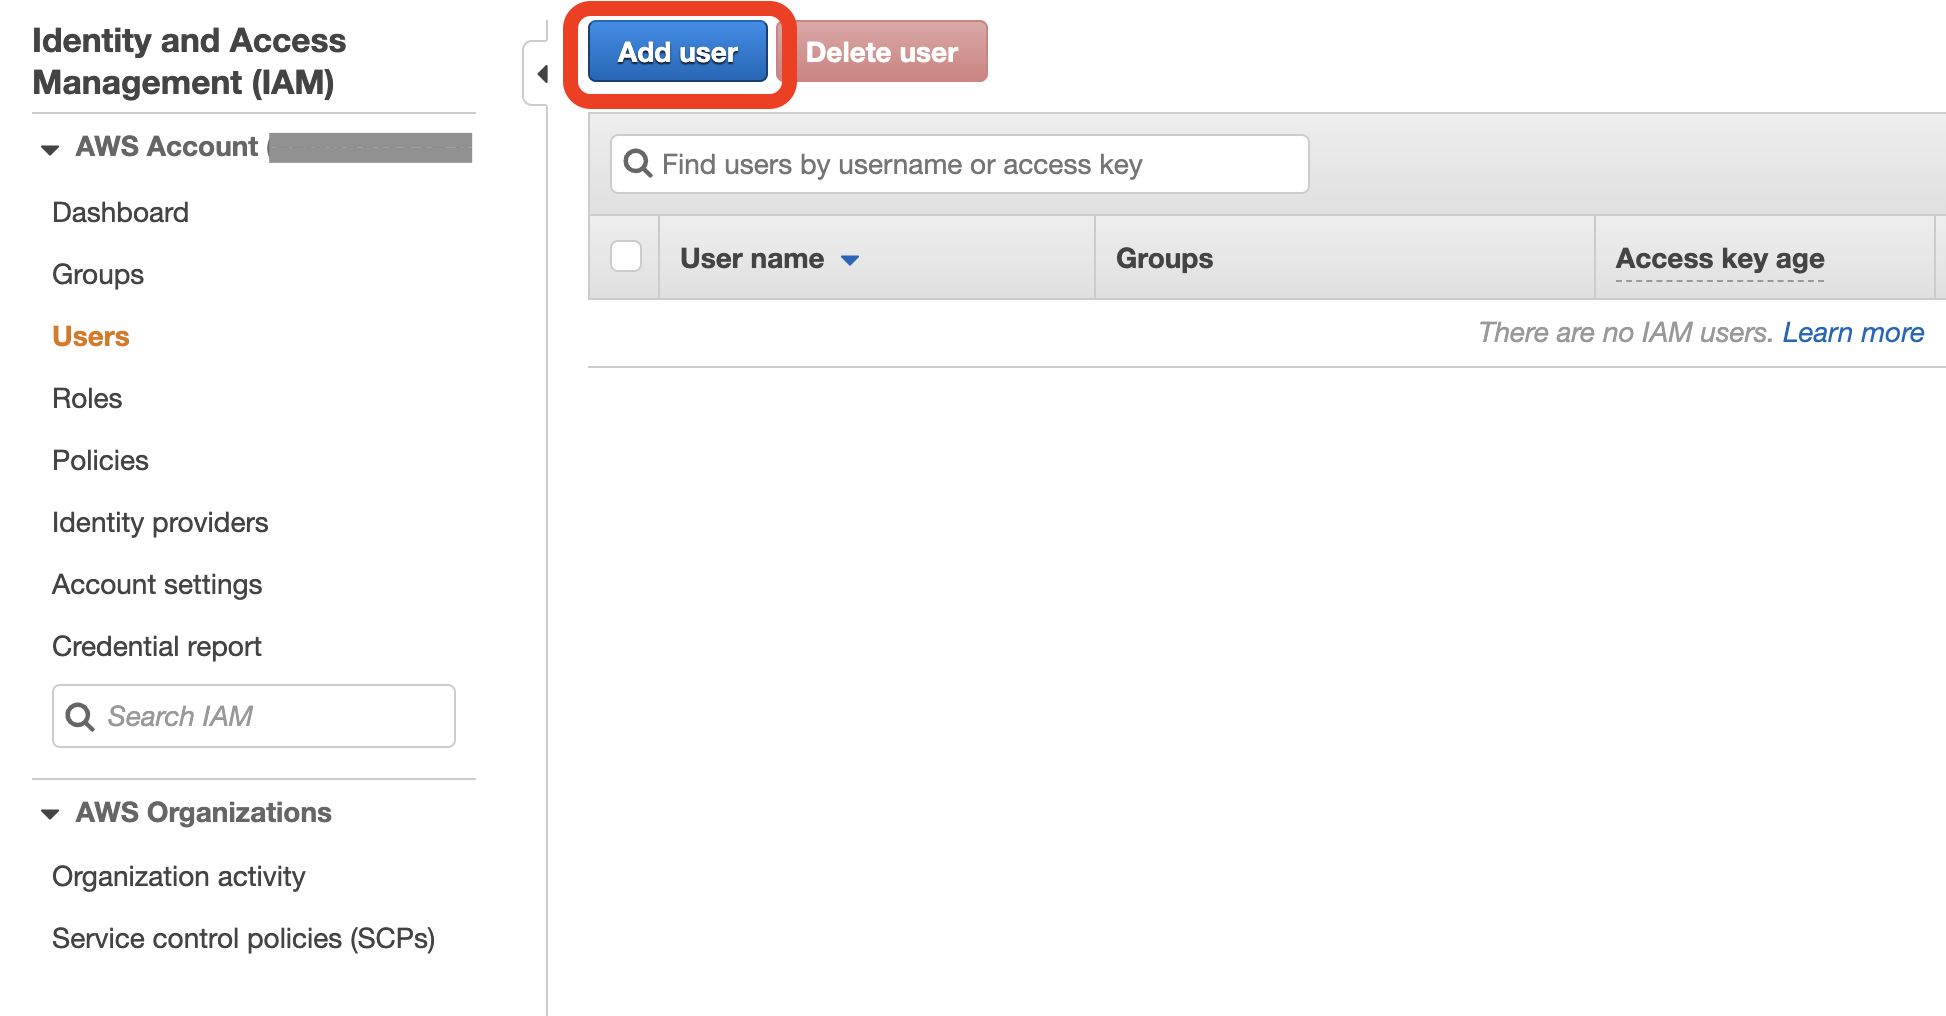 Identity and Access
Management (IAM)
AWS Account
Dashboard
Groups
Users
Roles
Policies
Identity providers
Account settings
Credential report
Search IAM
AWS Organizations
Organization activity
Service control policies (SCPs)
Add user
Delete user
Find users by username or access key
User name
Groups
Access key age
There are no IAM users. Learn more